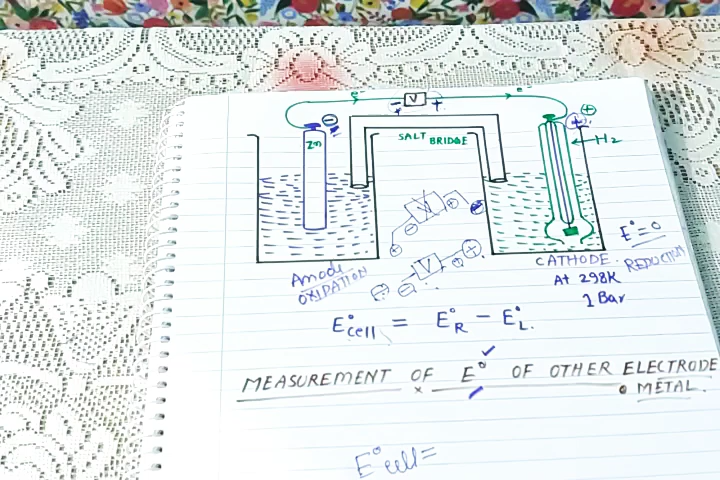 e V e
- +
⊖ ⊕
Zn SALT BRIDGE H2
V
V
Anode CATHODE
OXIDATION REDUCTION
E°=0
At 298K
1 Bar
E°cell = E°R - E°L.
MEASUREMENT OF E° OF OTHER ELECTRODE
METAL.
E°cell =